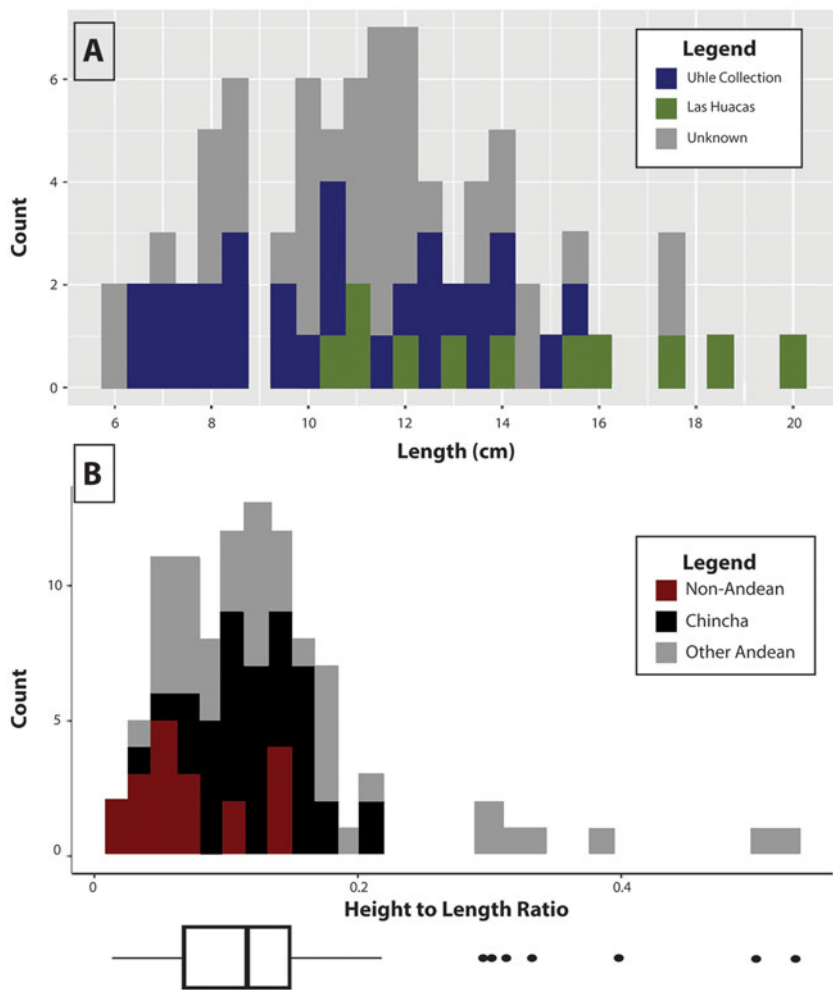 A
Legend
Uhle Collection
Las Huacas
Unknown
Count
6
4
2
0
6 8 10 12 14 16 18 20
Length (cm)
B
Legend
Non-Andean
Chincha
Other Andean
Count
10
5
0
0 0.2 0.4
Height to Length Ratio